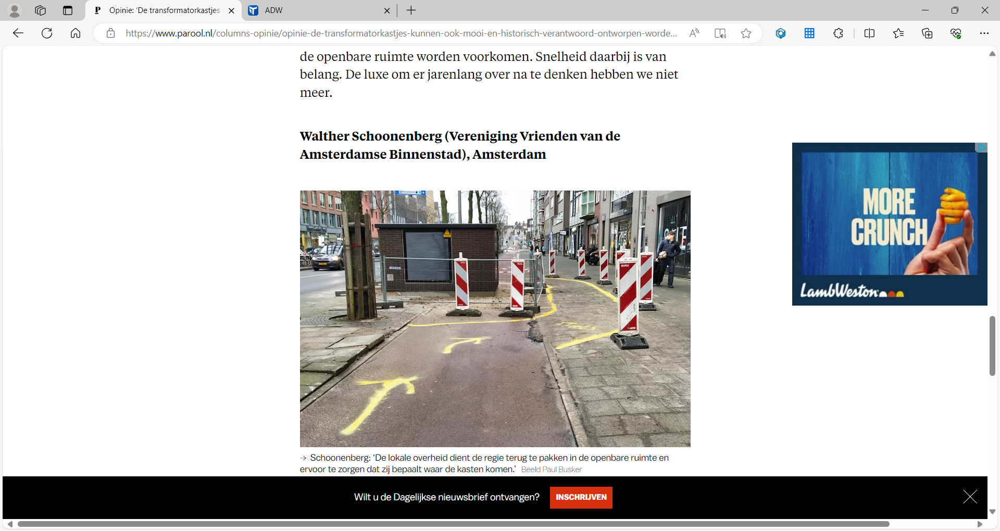 P Opinie: ‘De transformatorkastjes
ADW
https://www.parool.nl/columns-opinie/opinie-de-transformatorkastjes-kunnen-ook-mooi-en-historisch-verantwoord-ontworpen-worde...
de openbare ruimte worden voorkomen. Snelheid daarbij is van
belang. De luxe om er jarenlang over na te denken hebben we niet
meer.
Walther Schoonenberg (Vereniging Vrienden van de
Amsterdamse Binnenstad), Amsterdam
MORE
CRUNCH
LambWeston
HERAS
Fiets
→ Schoonenberg: ‘De lokale overheid dient de regie terug te pakken in de openbare ruimte en
ervoor te zorgen dat zij bepaalt waar de kasten komen.’ Beeld Paul Busker
Wilt u de Dagelijkse nieuwsbrief ontvangen?
INSCHRIJVEN